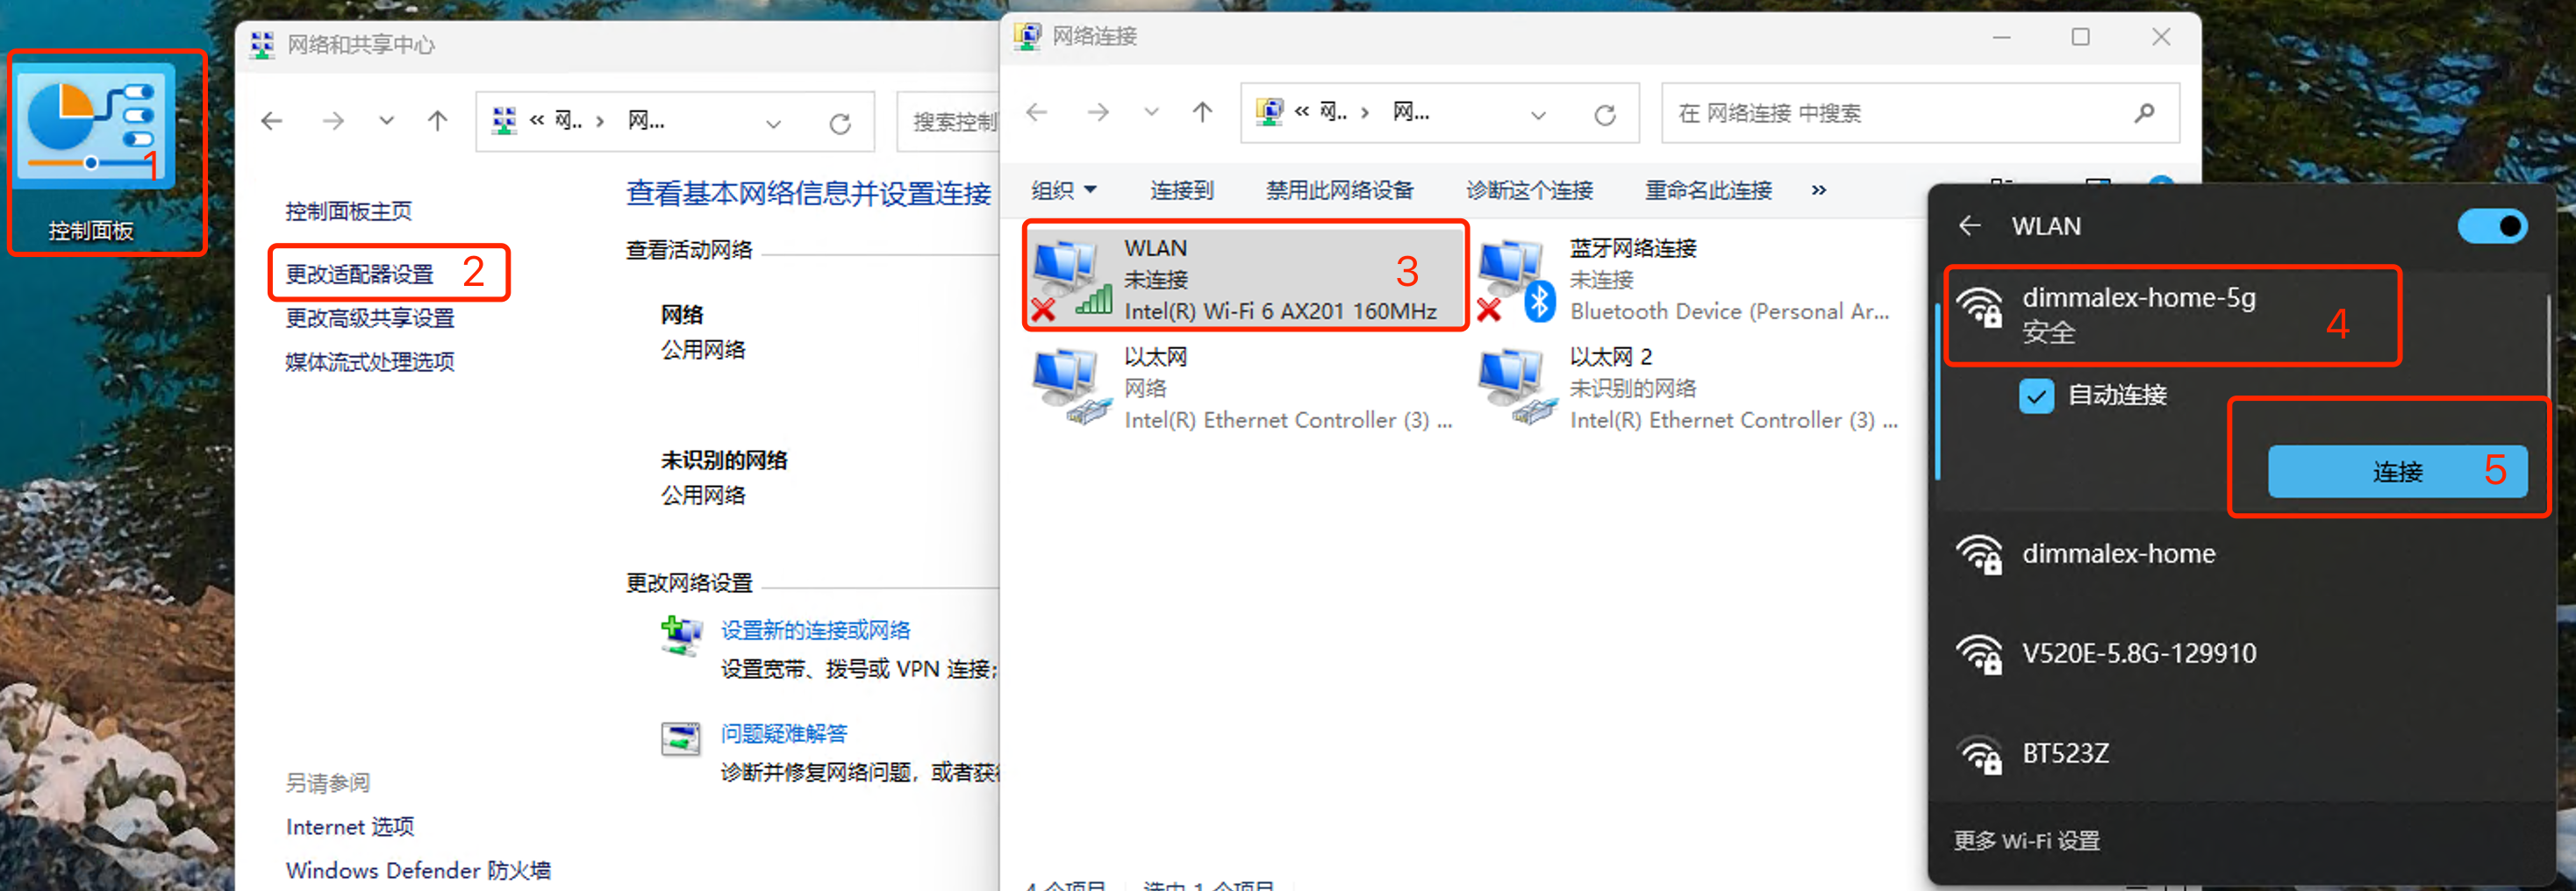 1
控制面板
网络和共享中心
« 网.. › 网...
搜索控制
控制面板主页
更改适配器设置 2
更改高级共享设置
媒体流式处理选项
查看基本网络信息并设置连接
查看活动网络
网络
公用网络
未识别的网络
公用网络
更改网络设置
设置新的连接或网络
设置宽带、拨号或 VPN 连接;
问题疑难解答
诊断并修复网络问题，或者获
另请参阅
Internet 选项
Windows Defender 防火墙
网络连接
« 网.. › 网...
在 网络连接 中搜索
组织 连接到 禁用此网络设备 诊断这个连接 重命名此连接 »
WLAN
未连接 3
Intel(R) Wi-Fi 6 AX201 160MHz
蓝牙网络连接
未连接
Bluetooth Device (Personal Ar...
以太网
网络
Intel(R) Ethernet Controller (3) ...
以太网 2
未识别的网络
Intel(R) Ethernet Controller (3) ...
4 个项目 选中 1 个项目
WLAN
dimmalex-home-5g
安全 4
自动连接
连接 5
dimmalex-home
V520E-5.8G-129910
BT523Z
更多 Wi-Fi 设置